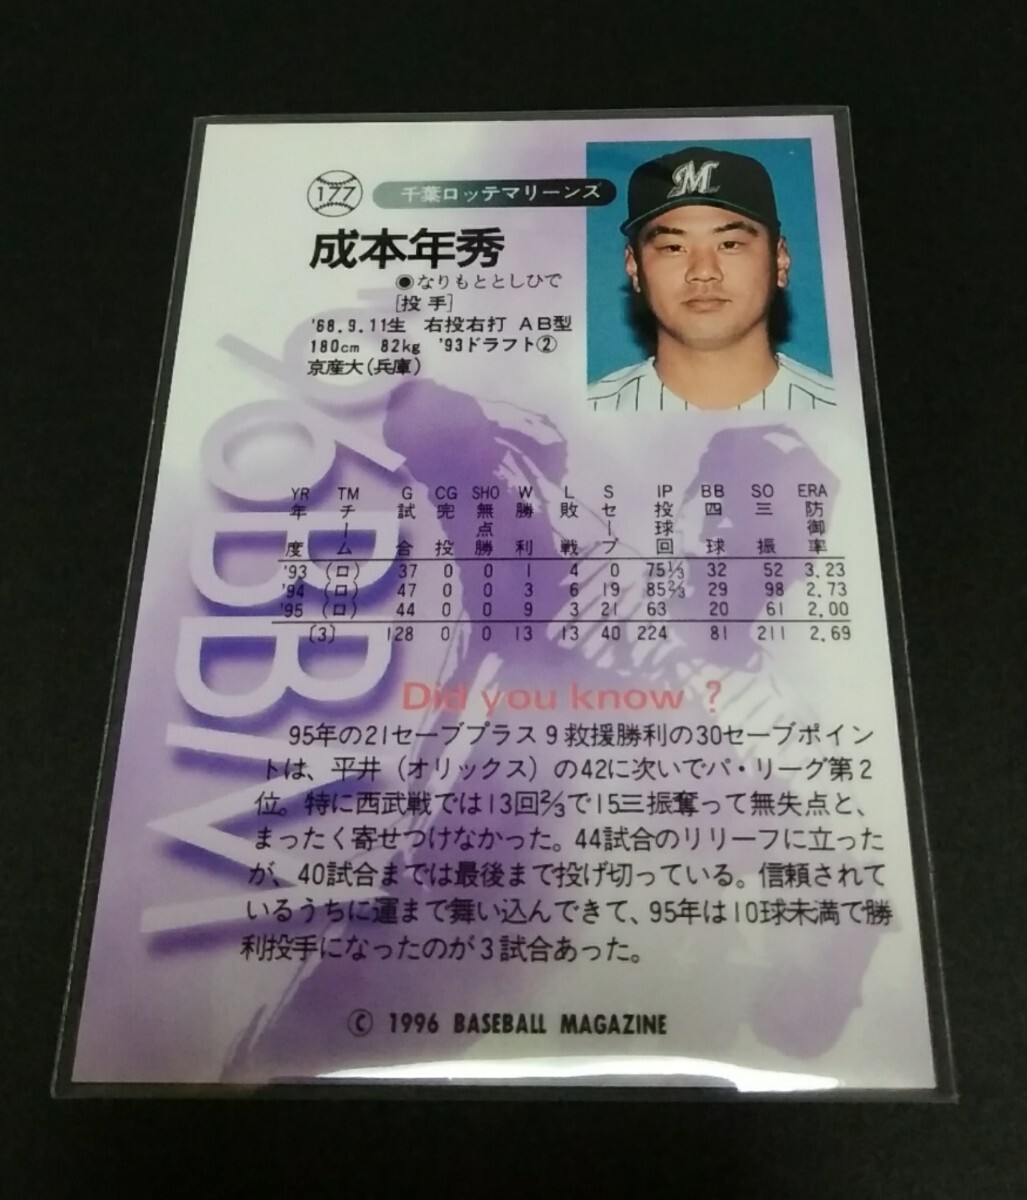 177 千葉ロッテマリーンズ
M
成本年秀
●なりもととしひで
[投手]
'68.9.11生 右投右打 AB型
180cm 82kg '93ドラフト②
京産大(兵庫)
'96BBM
YR TM G CG SHO W L S IP BB SO ERA
年度 チーム 試合 完投 無点勝 勝利 敗戦 セーブ 投球回 四球 三振 防御率
'93 (ロ) 37 0 0 1 4 0 75⅓ 32 52 3.23
'94 (ロ) 47 0 0 3 6 19 85⅔ 29 98 2.73
'95 (ロ) 44 0 0 9 3 21 63 20 61 2.00
(3) 128 0 0 13 13 40 224 81 211 2.69
Did you know ?
95年の21セーブプラス9救援勝利の30セーブポイン
トは、平井(オリックス)の42に次いでパ・リーグ第2
位。特に西武戦では13回⅔で15三振奪って無失点と、
まったく寄せつけなかった。44試合のリリーフに立った
が、40試合までは最後まで投げ切っている。信頼されて
いるうちに運まで舞い込んできて、95年は10球未満で勝
利投手になったのが3試合あった。
© 1996 BASEBALL MAGAZINE